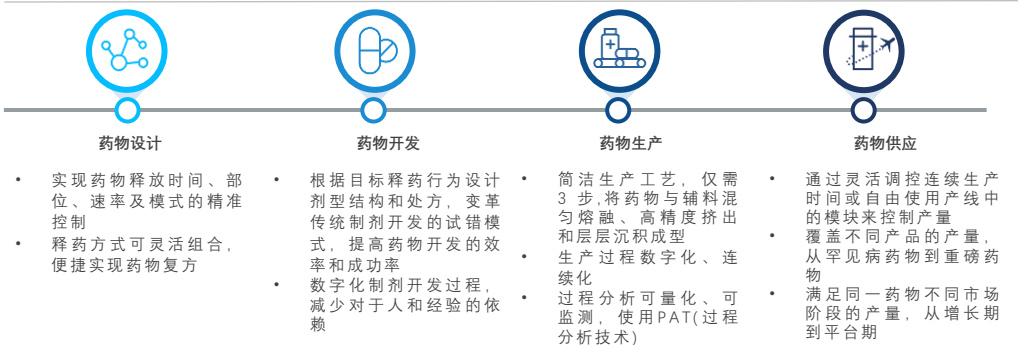 药物设计
实现药物释放时间、部
位、速率及模式的精准
控制
释药方式可灵活组合，
便捷实现药物复方
药物开发
根据目标释药行为设计
剂型结构和处方，变革
传统制剂开发的试错模
式，提高药物开发的效
率和成功率
数字化制剂开发过程，
减少对于人和经验的依
赖
药物生产
简洁生产工艺，仅需
3 步,将药物与辅料混
匀熔融、高精度挤出
和层层沉积成型
生产过程数字化、连
续化
过程分析可量化、可
监测，使用PAT(过程
分析技术)
药物供应
通过灵活调控连续生产
时间或自由使用产线中
的模块来控制产量
覆盖不同产品的产量，
从罕见病药物到重磅药
物
满足同一药物不同市场
阶段的产量，从增长期
到平台期